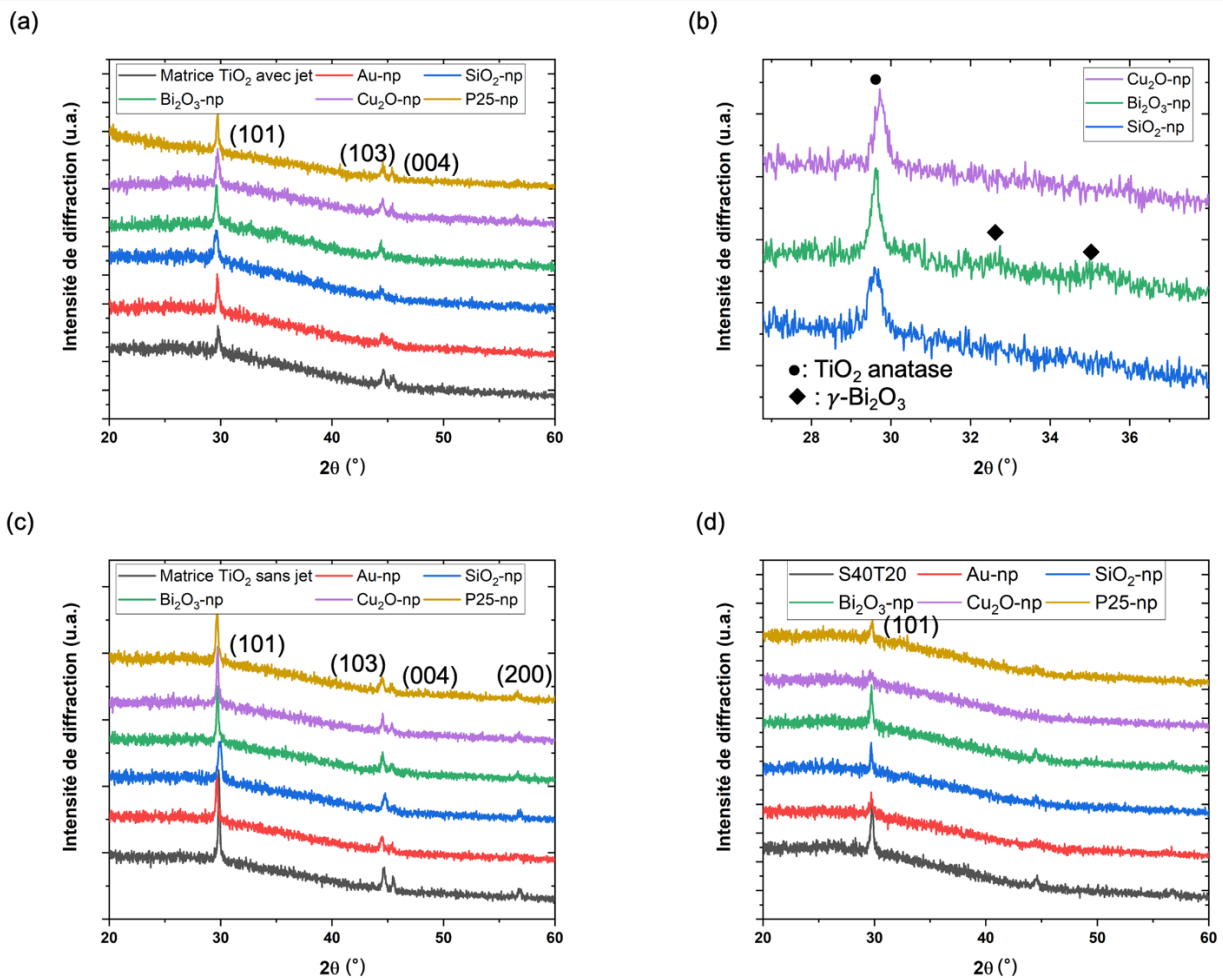 (a)
Intensité de diffraction (u.a.)
Matrice TiO₂ avec jet Au-np SiO₂-np
Bi₂O₃-np Cu₂O-np P25-np
(101)
(103)
(004)
20 30 40 50 60
2θ (°)
(b)
Intensité de diffraction (u.a.)
Cu₂O-np
Bi₂O₃-np
SiO₂-np
●: TiO₂ anatase
◆ : γ-Bi₂O₃
28 30 32 34 36
2θ (°)
(c)
Intensité de diffraction (u.a.)
Matrice TiO₂ sans jet Au-np SiO₂-np
Bi₂O₃-np Cu₂O-np P25-np
(101)
(103)
(004)
(200)
20 30 40 50 60
2θ (°)
(d)
Intensité de diffraction (u.a.)
S40T20 Au-np SiO₂-np
Bi₂O₃-np Cu₂O-np P25-np
(101)
20 30 40 50 60
2θ (°)